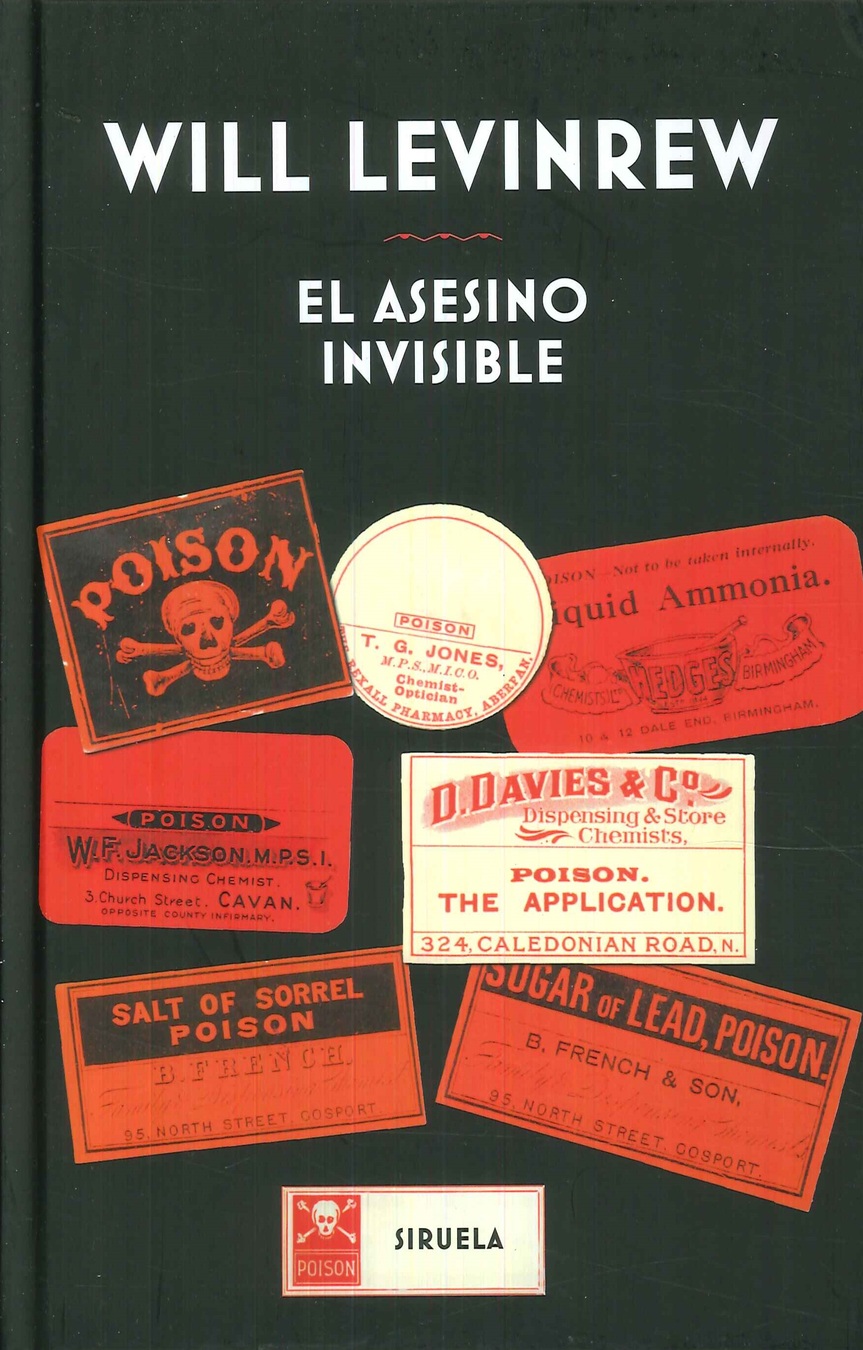 WILL LEVINREW
EL ASESINO
INVISIBLE
POISON
POISON
T. G. JONES,
M.P.S., M.I.C.O.
Chemist-
Optician
REXALL PHARMACY, ABERFAN.
OISON - Not to be taken internally.
iquid Ammonia.
CHEMISTS LTD HEDGES BIRMINGHAM
10 & 12 DALE END, BIRMINGHAM.
POISON
W.F. JACKSON. M.P.S.I.
DISPENSING CHEMIST.
3. Church Street. CAVAN.
OPPOSITE COUNTY INFIRMARY.
D. DAVIES & Co
Dispensing & Store
Chemists,
POISON.
THE APPLICATION.
324, CALEDONIAN ROAD, N.
SALT OF SORREL
POISON
B. FRENCH.
95, NORTH STREET, GOSPORT.
SUGAR OF LEAD, POISON.
B. FRENCH & SON,
95, NORTH STREET, GOSPORT.
POISON
SIRUELA